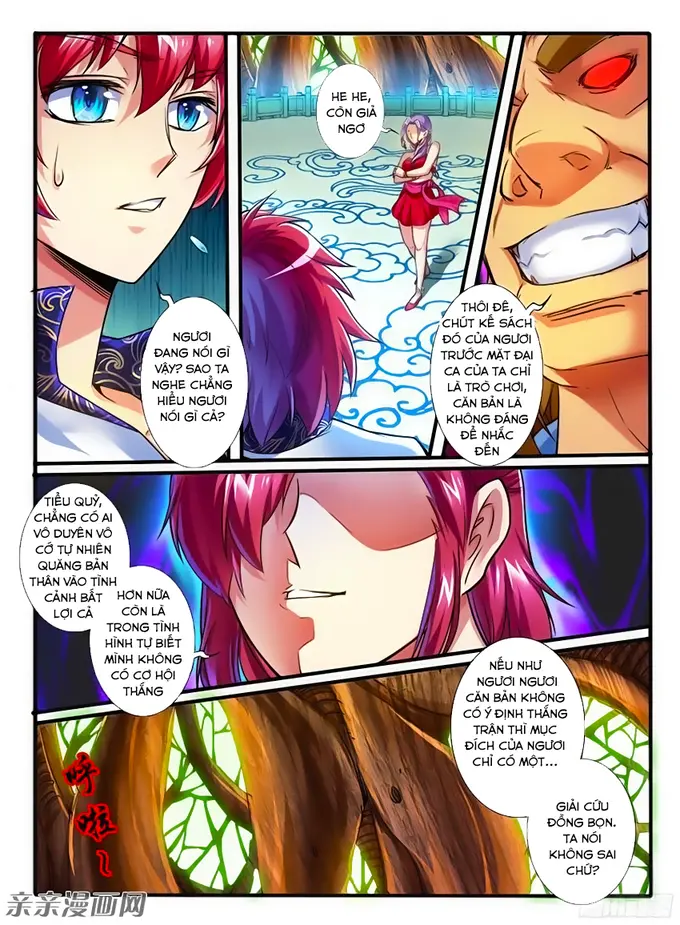 NGƯƠI
ĐANG NÓI GÌ
VẬY? SAO TA
NGHE CHẲNG
HIỂU NGƯƠI
NÓI GÌ CẢ?
HE HE,
CÒN GIẢ
NGƠ
THÔI ĐÊ,
CHÚT KẾ SÁCH
ĐÓ CỦA NGƯƠI
TRƯỚC MẶT ĐẠI
CA CỦA TA CHỈ
LÀ TRÒ CHƠI,
CĂN BẢN LÀ
KHÔNG ĐÁNG
ĐỂ NHẮC
ĐẾN
TIỂU QUỶ,
CHẲNG CÓ AI
VÔ DUYÊN VÔ
CỚ TỰ NHIÊN
QUĂNG BẢN
THÂN VÀO TÌNH
CẢNH BẤT
LỢI CẢ
HƠN NỮA
CÒN LÀ
TRONG TÌNH
HÌNH TỰ BIẾT
MÌNH KHÔNG
CÓ CƠ HỘI
THẮNG
NẾU NHƯ
NGƯƠI NGƯƠI
CĂN BẢN KHÔNG
CÓ Ý ĐỊNH THẮNG
TRẬN THÌ MỤC
ĐÍCH CỦA NGƯƠI
CHỈ CÓ MỘT...
GIẢI CỨU
ĐỒNG BỌN.
TA NÓI
KHÔNG SAI
CHỨ?
呼啦~
亲亲漫画网